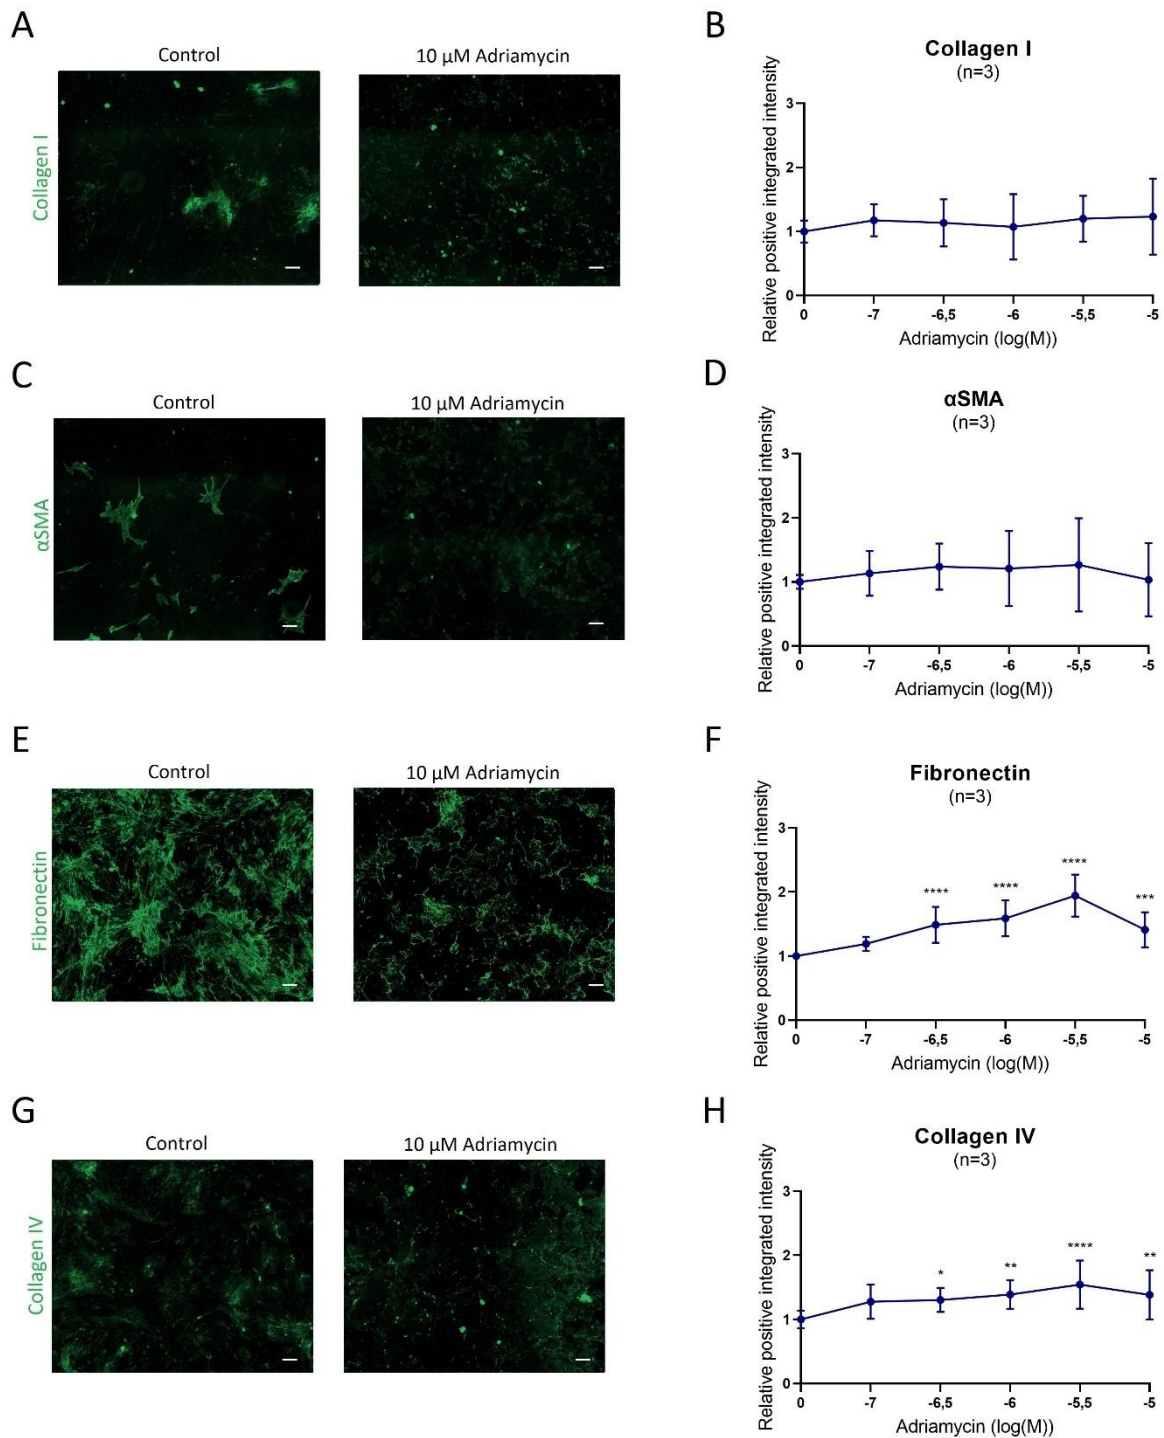 A
Control
10 µM Adriamycin
Collagen I
B
Collagen I
(n=3)
Relative positive integrated intensity
3
2
1
0
0 -7 -6,5 -6 -5,5 -5
Adriamycin (log(M))
C
Control
10 µM Adriamycin
αSMA
D
αSMA
(n=3)
Relative positive integrated intensity
3
2
1
0
0 -7 -6,5 -6 -5,5 -5
Adriamycin (log(M))
E
Control
10 µM Adriamycin
Fibronectin
F
Fibronectin
(n=3)
Relative positive integrated intensity
3
2
1
0
**** **** **** ***
0 -7 -6,5 -6 -5,5 -5
Adriamycin (log(M))
G
Control
10 µM Adriamycin
Collagen IV
H
Collagen IV
(n=3)
Relative positive integrated intensity
3
2
1
0
* ** **** **
0 -7 -6,5 -6 -5,5 -5
Adriamycin (log(M))